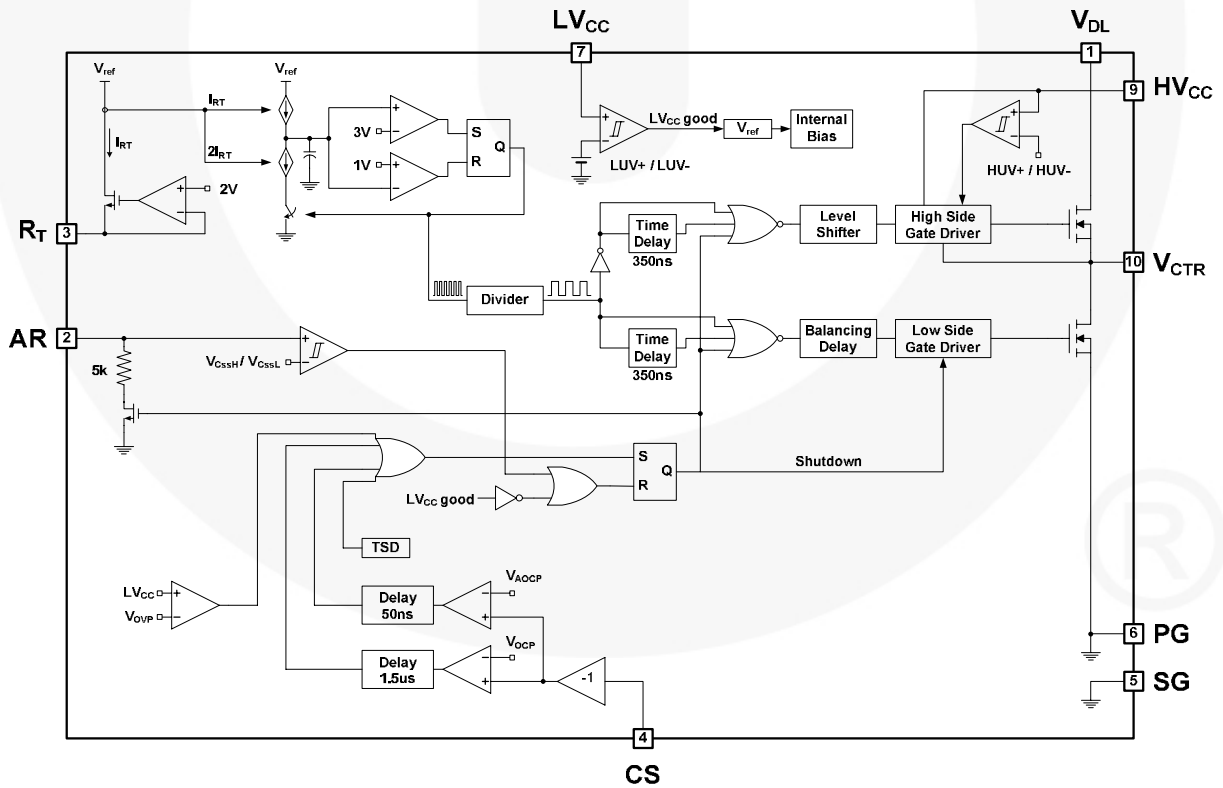 LVCC
VDL
7
1
Vref
Vref
IRT
IRT
2IRT
3V
1V
S
R
Q
2V
RT
3
LVCC good
Vref
Internal
Bias
LUV+ / LUV-
HUV+ / HUV-
9
HVCC
Time
Delay
350ns
Level
Shifter
High Side
Gate Driver
10
VCTR
Divider
AR
2
5k
VCssH / VCssL
Time
Delay
350ns
Balancing
Delay
Low Side
Gate Driver
S
R
Q
Shutdown
LVCC good
TSD
LVCC
VOVP
Delay
50ns
VAOCP
Delay
1.5us
VOCP
-1
6
PG
5
SG
4
CS
®